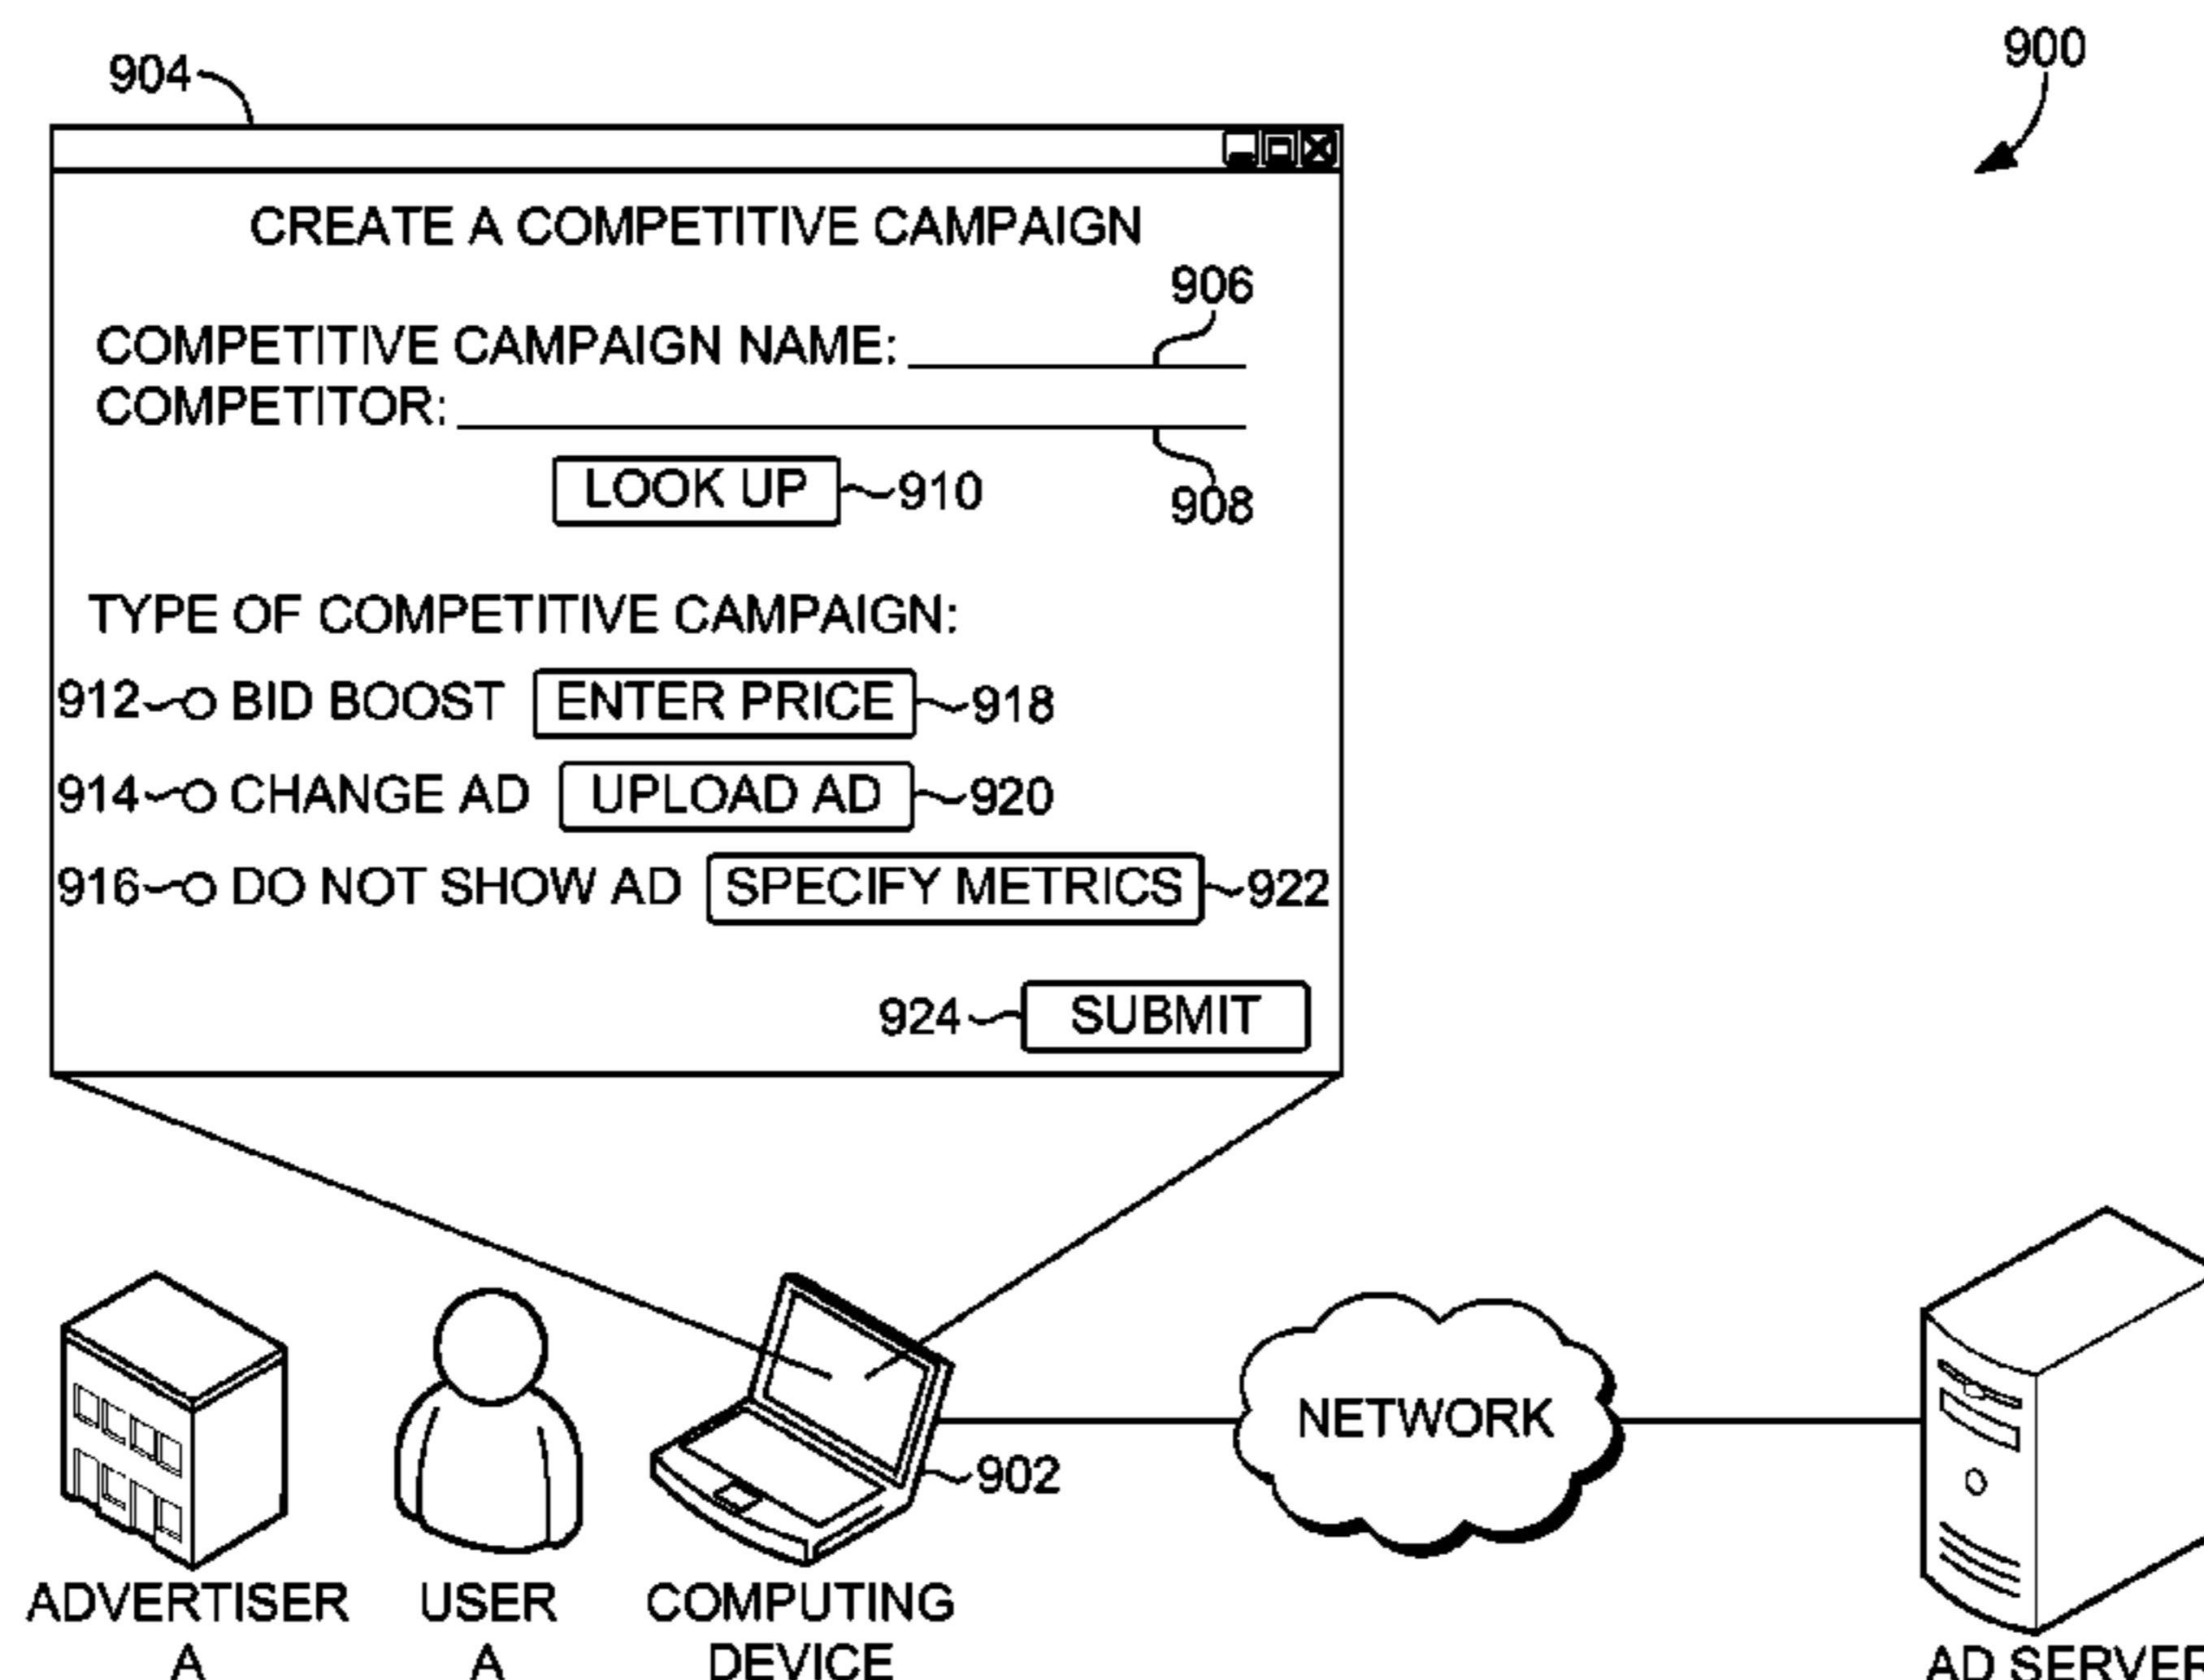 904
900
CREATE A COMPETITIVE CAMPAIGN
906
COMPETITIVE CAMPAIGN NAME:
COMPETITOR:
LOOK UP 910
908
TYPE OF COMPETITIVE CAMPAIGN:
912 BID BOOST ENTER PRICE 918
914 CHANGE AD UPLOAD AD 920
916 DO NOT SHOW AD SPECIFY METRICS 922
924 SUBMIT
NETWORK
902
ADVERTISER
A
USER
A
COMPUTING
DEVICE
AD SERVER